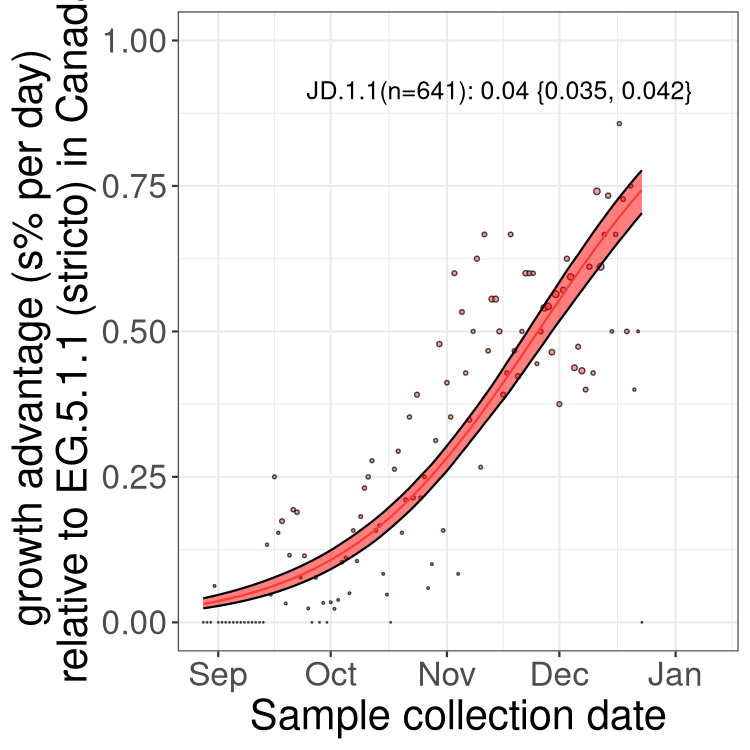 growth advantage (s% per day)
relative to EG.5.1.1 (stricto) in Canada
1.00
0.75
0.50
0.25
0.00
JD.1.1(n=641): 0.04 {0.035, 0.042}
Sep Oct Nov Dec Jan
Sample collection date